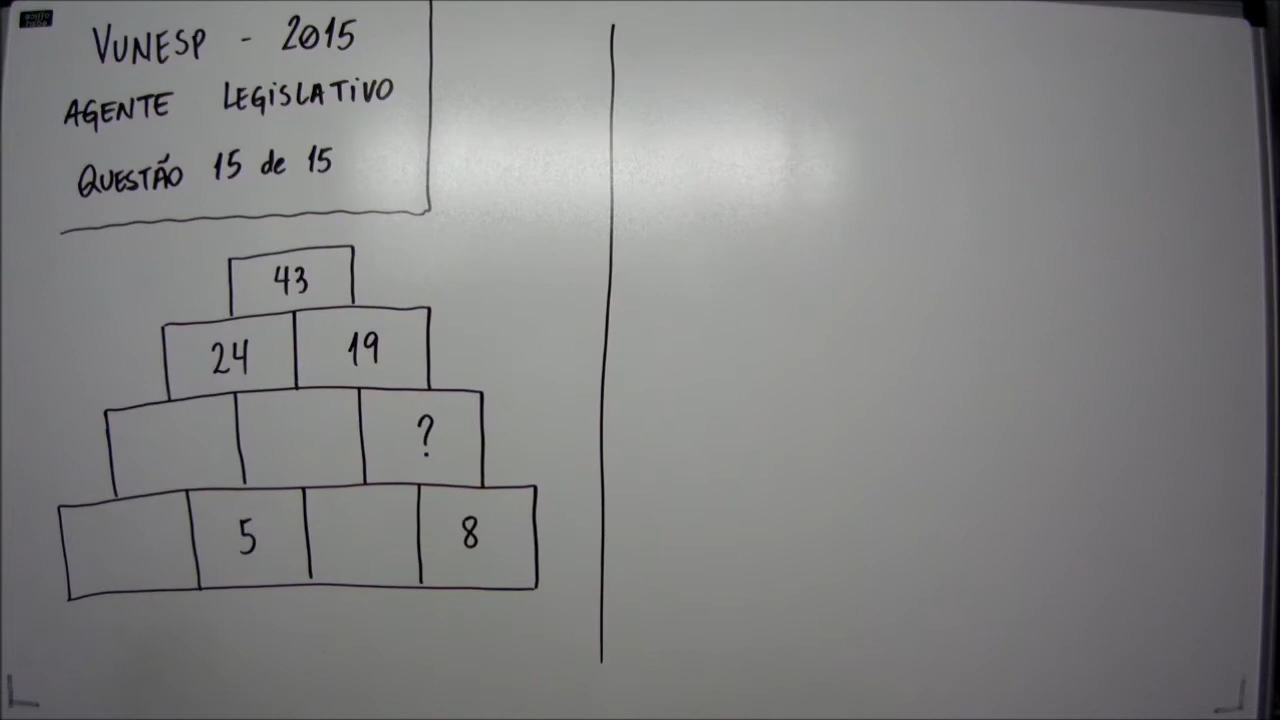 VUNESP - 2015
AGENTE LEGISLATIVO
QUESTÃO 15 de 15
43
24 19
?
5 8